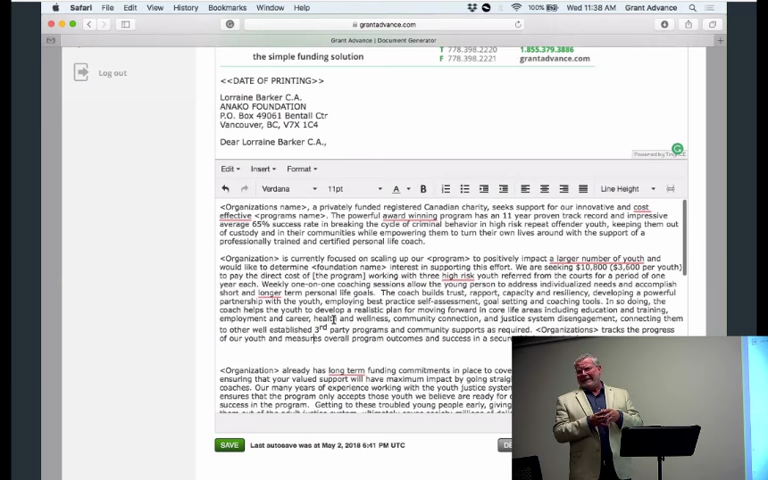 Safari File Edit View History Bookmarks Window Help 100% Wed 11:38 AM Grant Advance
grantadvance.com
Grant Advance | Document Generator
Log out
the simple funding solution
T 778.398.2220
F 778.398.2221
1.855.379.3886
grantadvance.com
<<DATE OF PRINTING>>
Lorraine Barker C.A.
ANAKO FOUNDATION
P.O. Box 49061 Bentall Ctr
Vancouver, BC, V7X 1C4
Dear Lorraine Barker C.A.,
Powered by
Edit Insert Format
Verdana 11pt A B Line Height
<Organizations name>, a privately funded registered Canadian charity, seeks support for our innovative and cost
effective <programs name>. The powerful award winning program has an 11 year proven track record and impressive
average 65% success rate in breaking the cycle of criminal behavior in high risk repeat offender youth, keeping them
out of custody and in their communities while empowering them to turn their own lives around with the support of a
professionally trained and certified personal life coach.
<Organization> is currently focused on scaling up our <program> to positively impact a larger number of youth and
would like to determine <foundation name> interest in supporting this effort. We are seeking $10,800 ($3,600 per youth)
to pay the direct cost of [the program] working with three high risk youth referred from the courts for a period of one
year each. Weekly one-on-one coaching sessions allow the young person to address individualized needs and accomplish
short and longer term personal life goals. The coach builds trust, rapport, capacity and resiliency, developing a powerful
partnership with the youth, employing best practice self-assessment, goal setting and coaching tools. In so doing, the
coach helps the youth to develop a realistic plan for moving forward in core life areas including education and training,
employment and career, health and wellness, community connection, and justice system disengagement, connecting them
to other well established 3rd party programs and community supports as required. <Organizations> tracks the progress
of our youth and measures overall program outcomes and success in a secure
<Organization> already has long term funding commitments in place to
ensuring that your valued support will have maximum impact by going
coaches. Our many years of experience working with the youth justice
ensures that the program only accepts those youth we believe are ready
success in the program. Getting to these troubled young people early,
SAVE Last autosave was at May 2, 2018 6:41 PM UTC